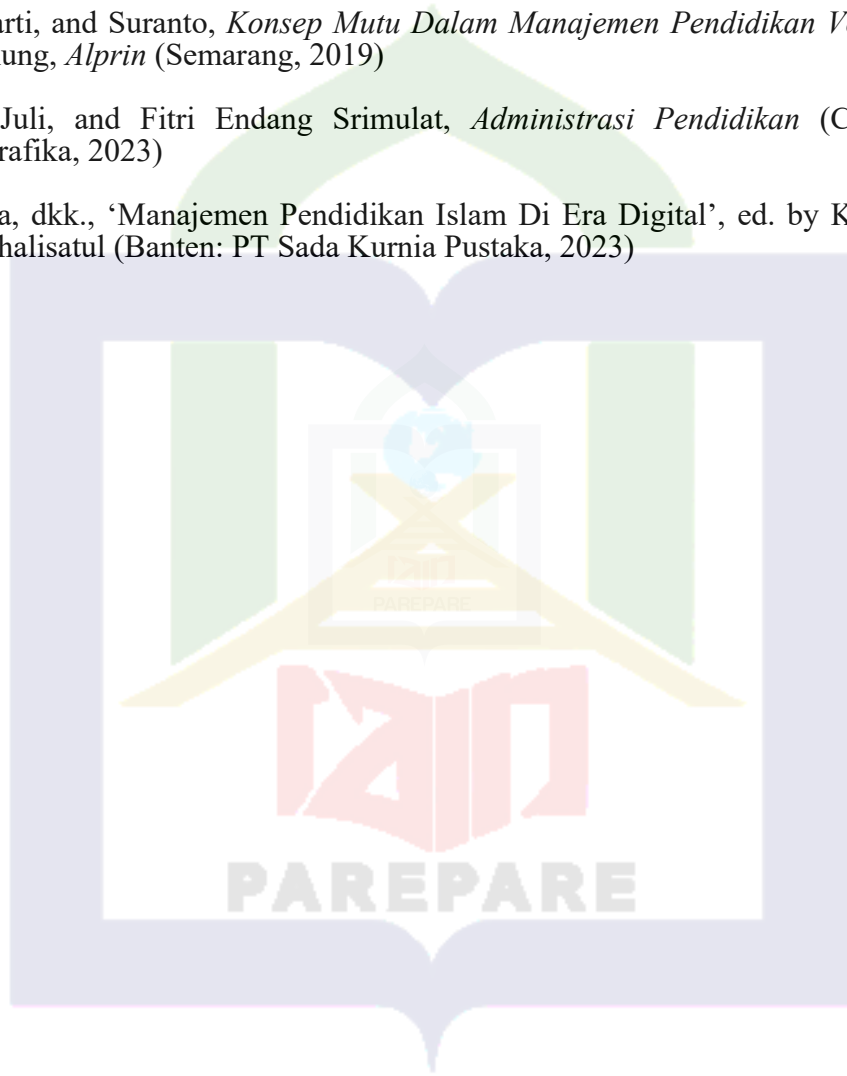 arti, and Suranto, Konsep Mutu Dalam Manajemen Pendidikan V
ung, Alprin (Semarang, 2019)
Juli, and Fitri Endang Srimulat, Administrasi Pendidikan (C
rafika, 2023)
a, dkk., ‘Manajemen Pendidikan Islam Di Era Digital’, ed. by K
halisatul (Banten: PT Sada Kurnia Pustaka, 2023)
iain
PAREPARE
iain
PAREPARE